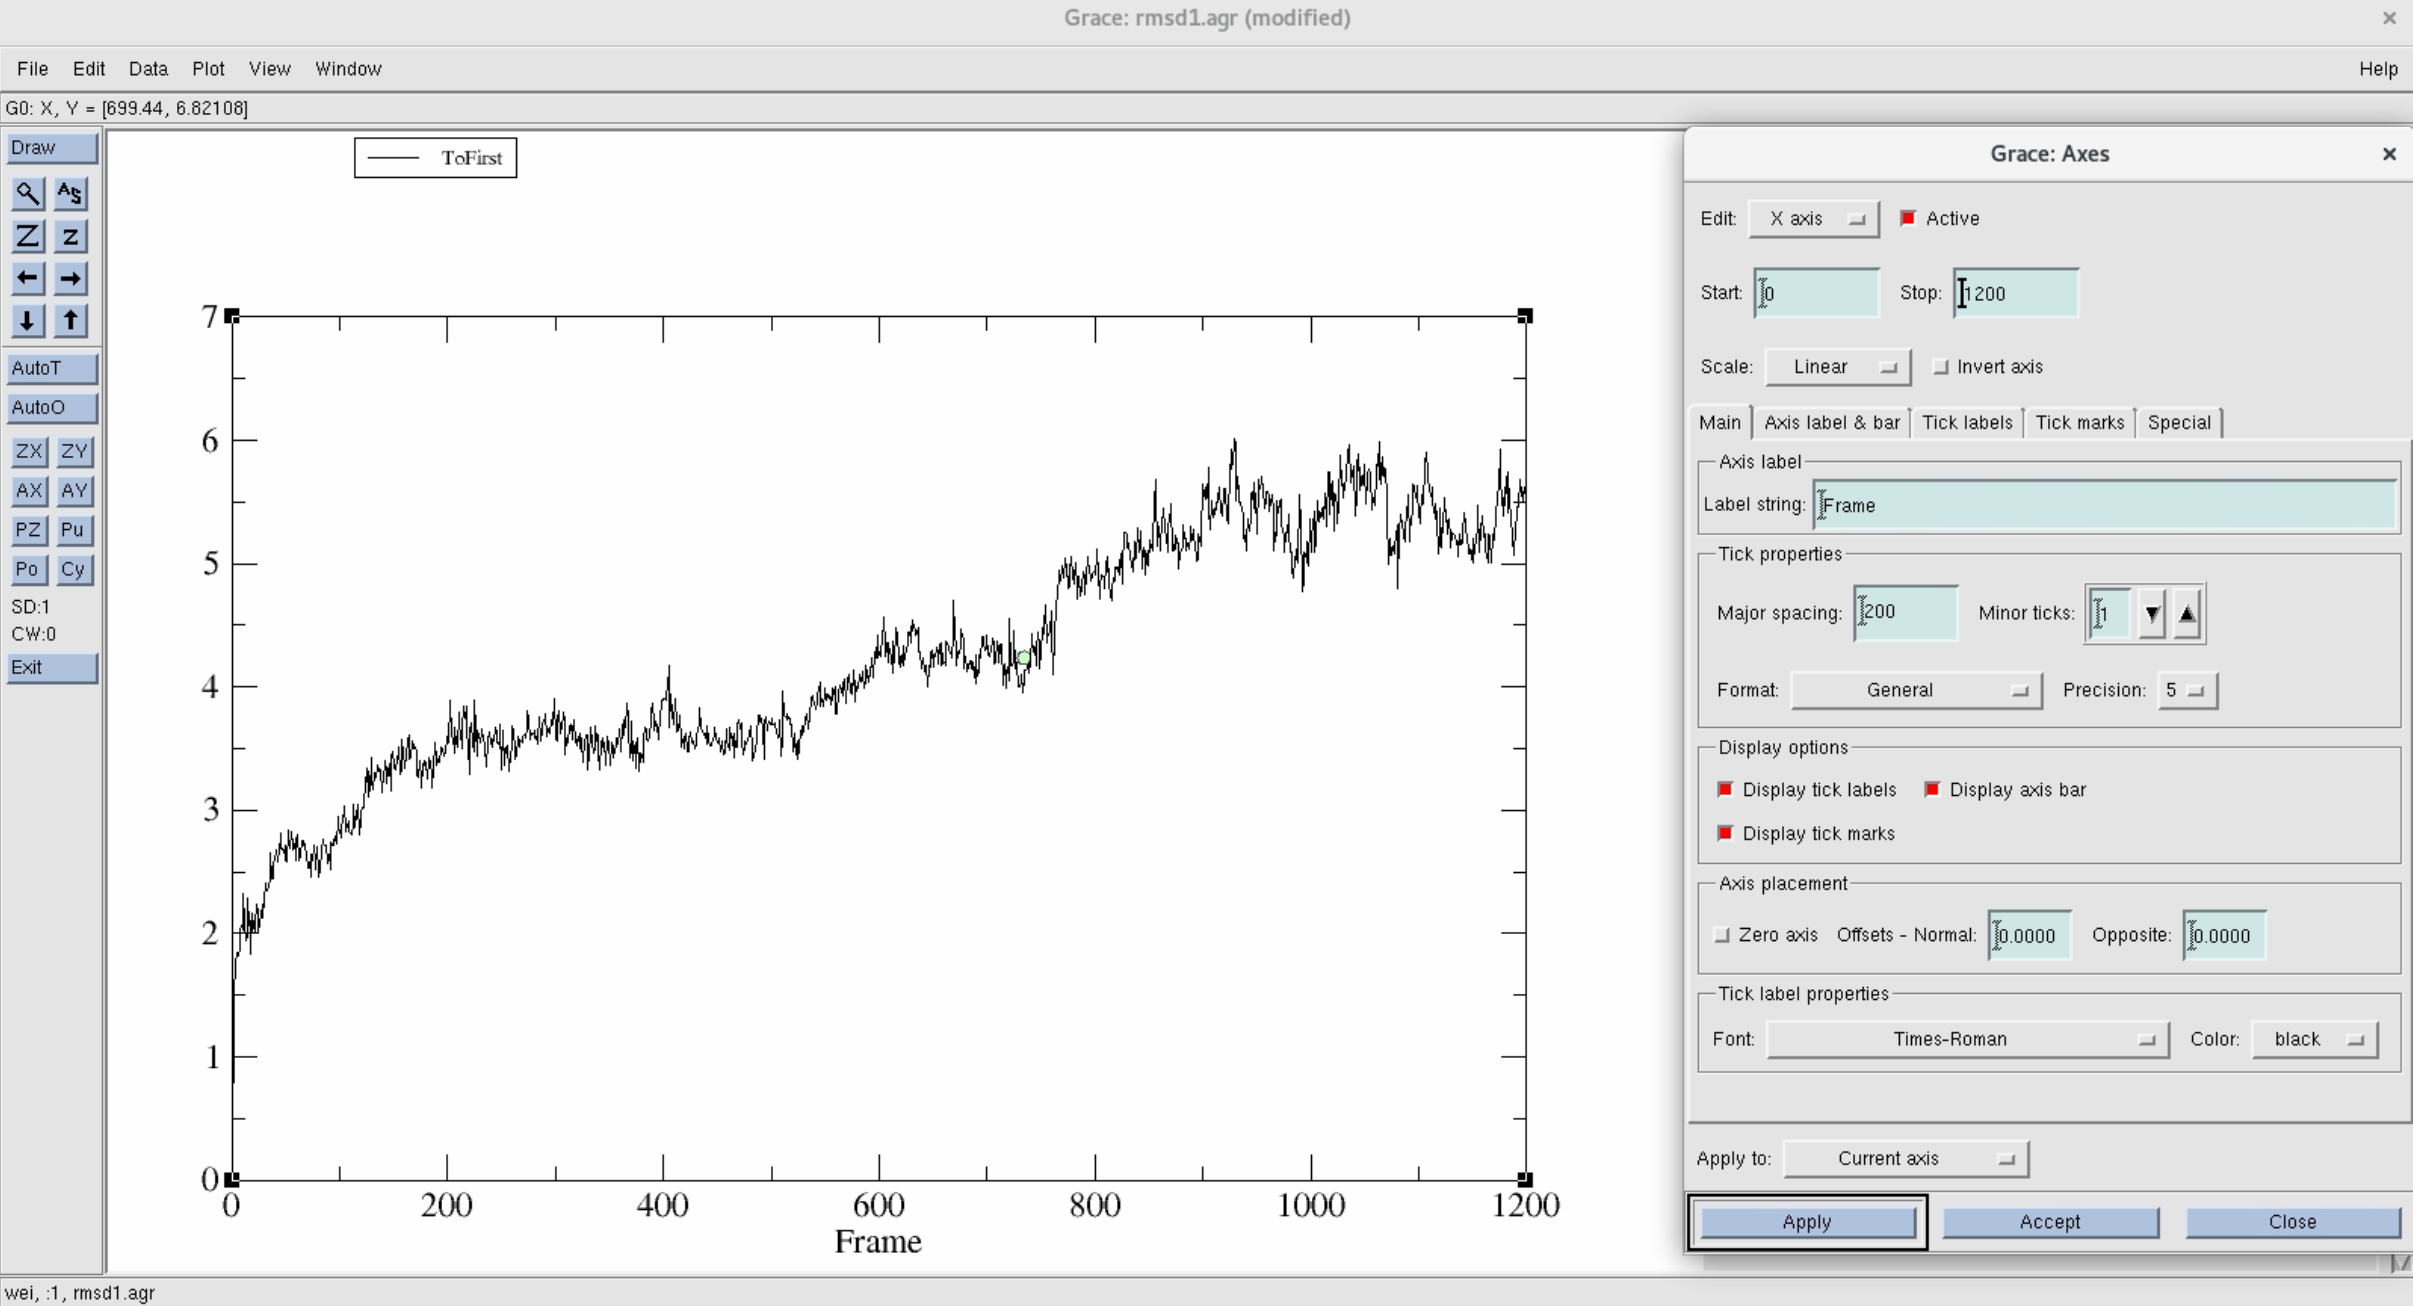 Grace: rmsd1.agr (modified)
File Edit Data Plot View Window Help
G0: X, Y = [699.44, 6.82108]
Draw
AS
Z z
AutoT
AutoO
ZX ZY
AX AY
PZ Pu
Po Cy
SD:1
CW:0
Exit
ToFirst
7
6
5
4
3
2
1
0
0 200 400 600 800 1000 1200
Frame
Grace: Axes
Edit: X axis Active
Start: 0 Stop: 1200
Scale: Linear Invert axis
Main Axis label & bar Tick labels Tick marks Special
Axis label
Label string: Frame
Tick properties
Major spacing: 200 Minor ticks: 1
Format: General Precision: 5
Display options
Display tick labels Display axis bar
Display tick marks
Axis placement
Zero axis Offsets - Normal: 0.0000 Opposite: 0.0000
Tick label properties
Font: Times-Roman Color: black
Apply to: Current axis
Apply Accept Close
wei, :1, rmsd1.agr